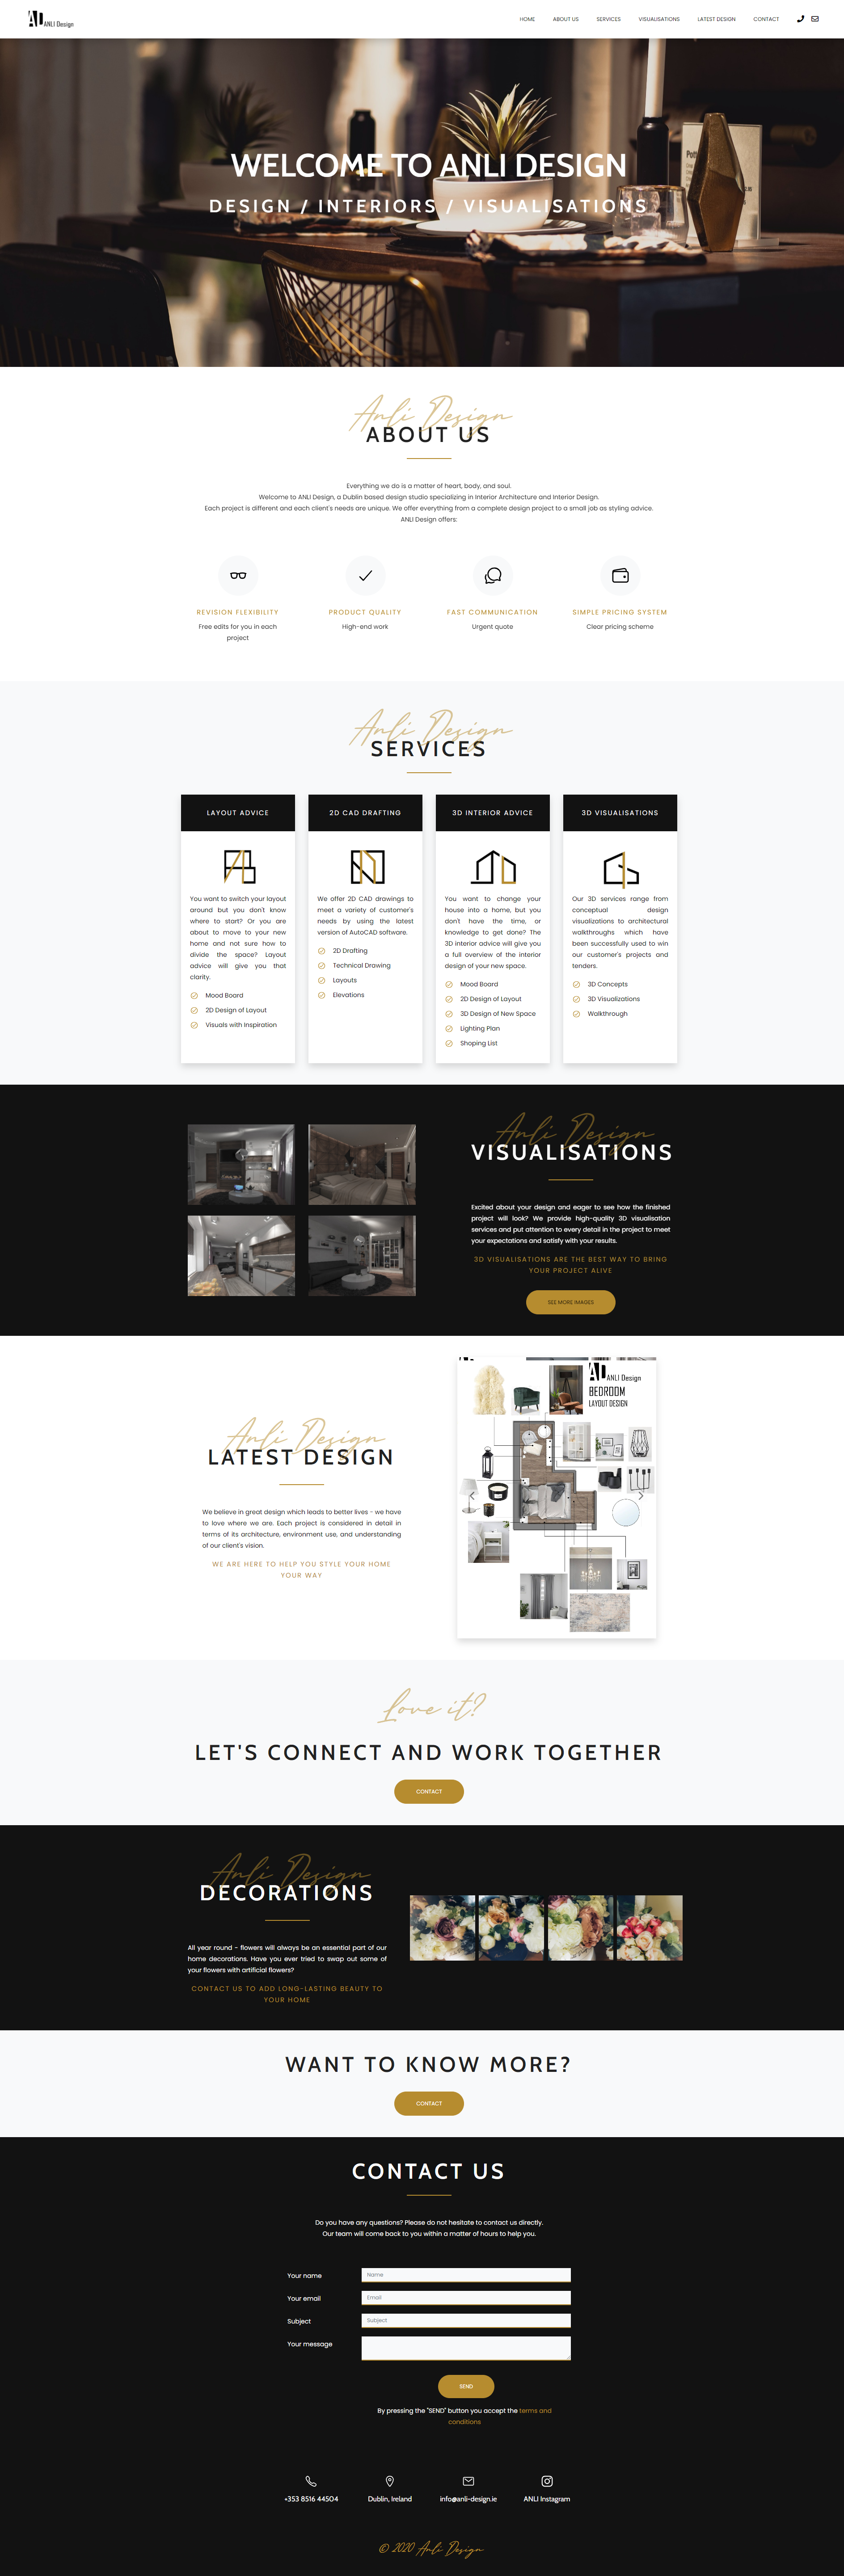 AD ANLI Design
HOME ABOUT US SERVICES VISUALISATIONS LATEST DESIGN CONTACT
WELCOME TO ANLI DESIGN
DESIGN / INTERIORS / VISUALISATIONS
Anli Design
ABOUT US
Everything we do is a matter of heart, body, and soul.
Welcome to ANLI Design, a Dublin based design studio specializing in Interior Architecture and Interior Design.
Each project is different and each client's needs are unique. We offer everything from a complete design project to a small job as styling advice.
ANLI Design offers:
REVISION FLEXIBILITY
Free edits for you in each
project
PRODUCT QUALITY
High-end work
FAST COMMUNICATION
Urgent quote
SIMPLE PRICING SYSTEM
Clear pricing scheme
Anli Design
SERVICES
LAYOUT ADVICE
You want to switch your layout
around but you don't know
where to start? Or you are
about to move to your new
home and not sure how to
divide the space? Layout
advice will give you that
clarity.
Mood Board
2D Design of Layout
Visuals with Inspiration
2D CAD DRAFTING
We offer 2D CAD drawings to
meet a variety of customer's
needs by using the latest
version of AutoCAD software.
2D Drafting
Technical Drawing
Layouts
Elevations
3D INTERIOR ADVICE
You want to change your
house into a home, but you
don't have the time, or
knowledge to get done? The
3D interior advice will give you
a full overview of the interior
design of your new space.
Mood Board
2D Design of Layout
3D Design of New Space
Lighting Plan
Shoping List
3D VISUALISATIONS
Our 3D services range from
conceptual design
visualizations to architectural
walkthroughs which have
been successfully used to win
our customer's projects and
tenders.
3D Concepts
3D Visualizations
Walkthrough
Anli Design
VISUALISATIONS
Excited about your design and eager to see how the finished
project will look? We provide high-quality 3D visualisation
services and put attention to every detail in the project to meet
your expectations and satisfy with your results.
3D VISUALISATIONS ARE THE BEST WAY TO BRING
YOUR PROJECT ALIVE
SEE MORE IMAGES
Anli Design
LATEST DESIGN
We believe in great design which leads to better lives - we have
to love where we are. Each project is considered in detail in
terms of its architecture, environment use, and understanding
of our client's vision.
WE ARE HERE TO HELP YOU STYLE YOUR HOME
YOUR WAY
AD ANLI Design
BEDROOM
LAYOUT DESIGN
Love it?
LET'S CONNECT AND WORK TOGETHER
CONTACT
Anli Design
DECORATIONS
All year round - flowers will always be an essential part of our
home decorations. Have you ever tried to swap out some of
your flowers with artificial flowers?
CONTACT US TO ADD LONG-LASTING BEAUTY TO
YOUR HOME
WANT TO KNOW MORE?
CONTACT
CONTACT US
Do you have any questions? Please do not hesitate to contact us directly.
Our team will come back to you within a matter of hours to help you.
Your name Name
Your email Email
Subject Subject
Your message
SEND
By pressing the "SEND" button you accept the terms and
conditions
+353 8516 44504
Dublin, Ireland
info@anli-design.ie
ANLI Instagram
© 2020 Anli Design